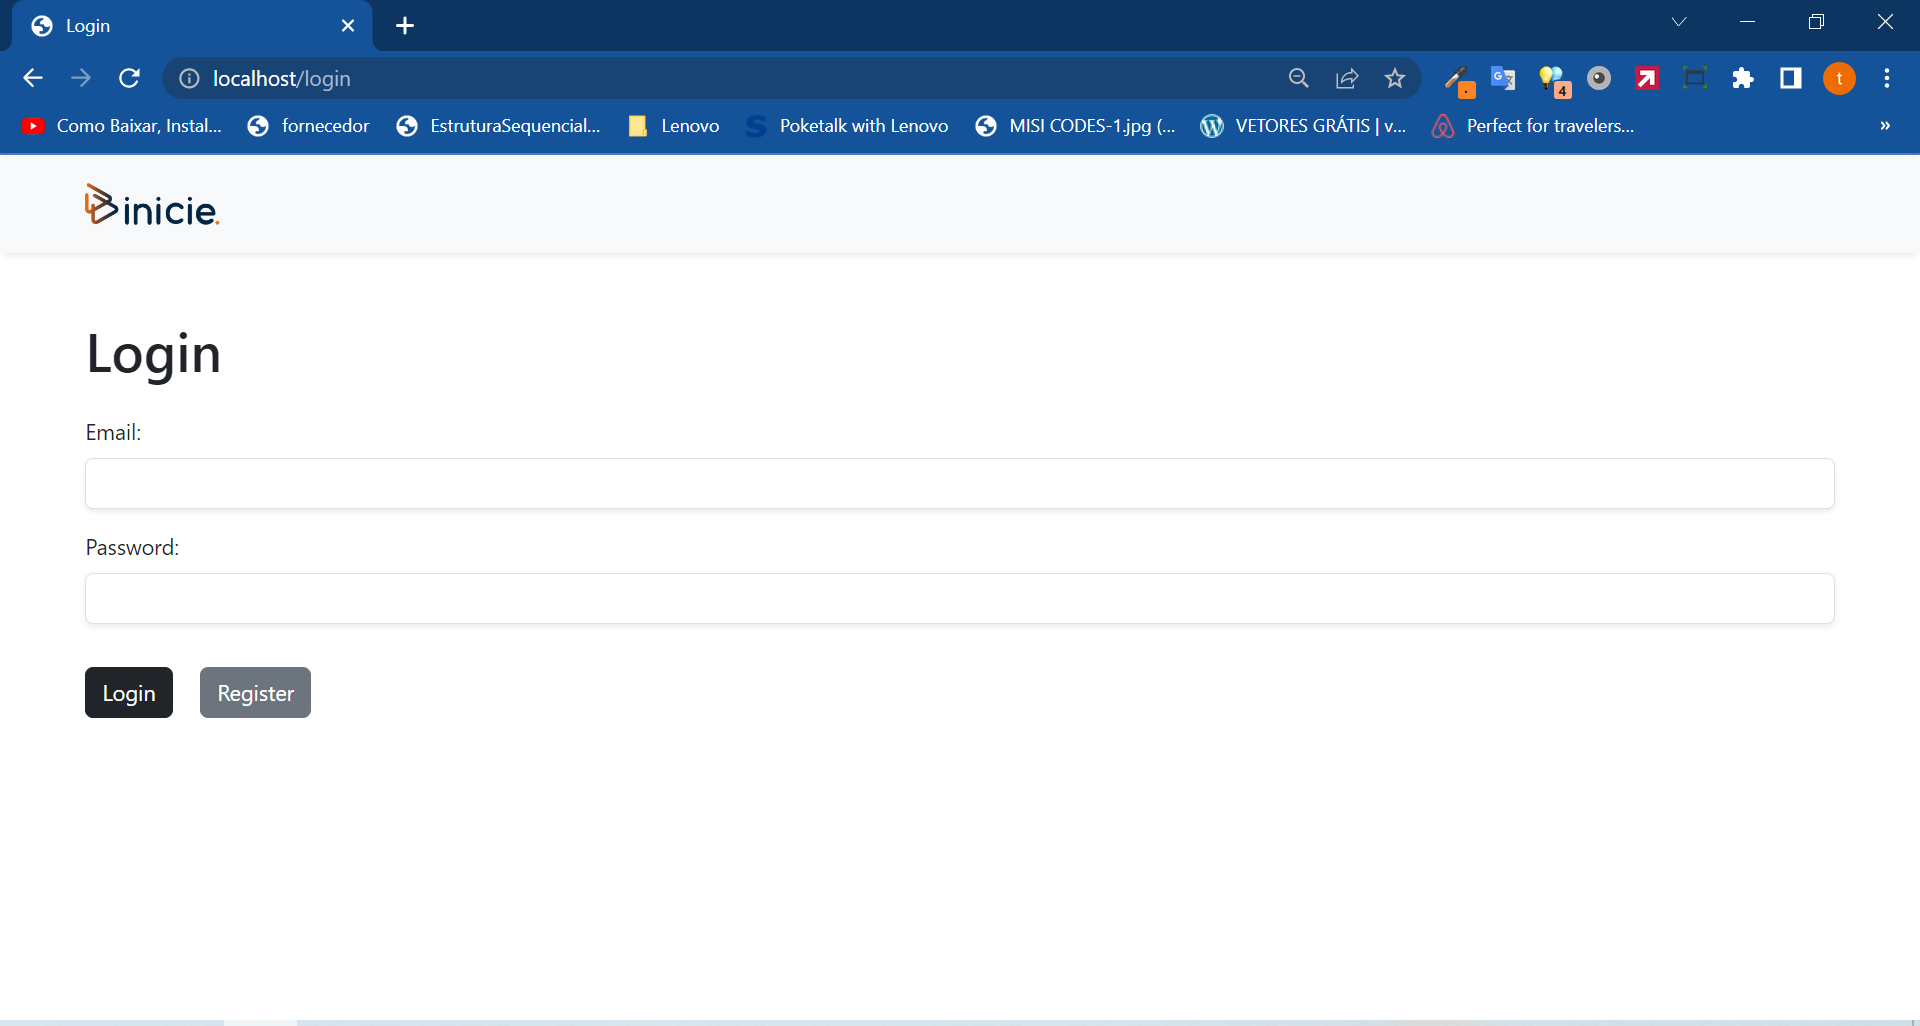 Login
localhost/login
4
t
Como Baixar, Instal...
fornecedor
EstruturaSequencial...
Lenovo
Poketalk with Lenovo
MISI CODES-1.jpg (...
VETORES GRÁTIS | v...
Perfect for travelers...
»
inicie.
Login
Email:
Password:
Login
Register